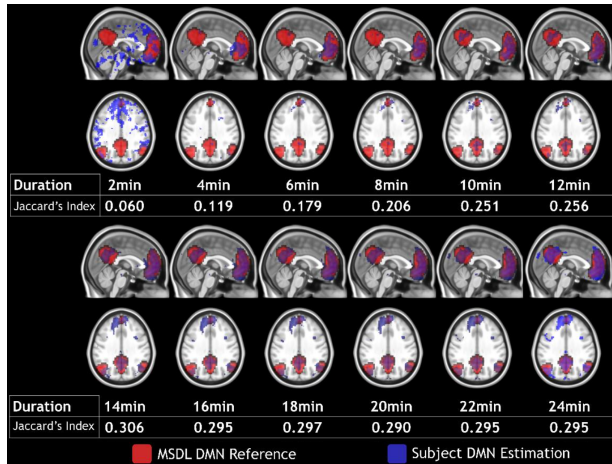 Duration 2min 4min 6min 8min 10min 12min
Jaccard's Index 0.060 0.119 0.179 0.206 0.251 0.256
Duration 14min 16min 18min 20min 22min 24min
Jaccard's Index 0.306 0.295 0.297 0.290 0.295 0.295
MSDL DMN Reference Subject DMN Estimation